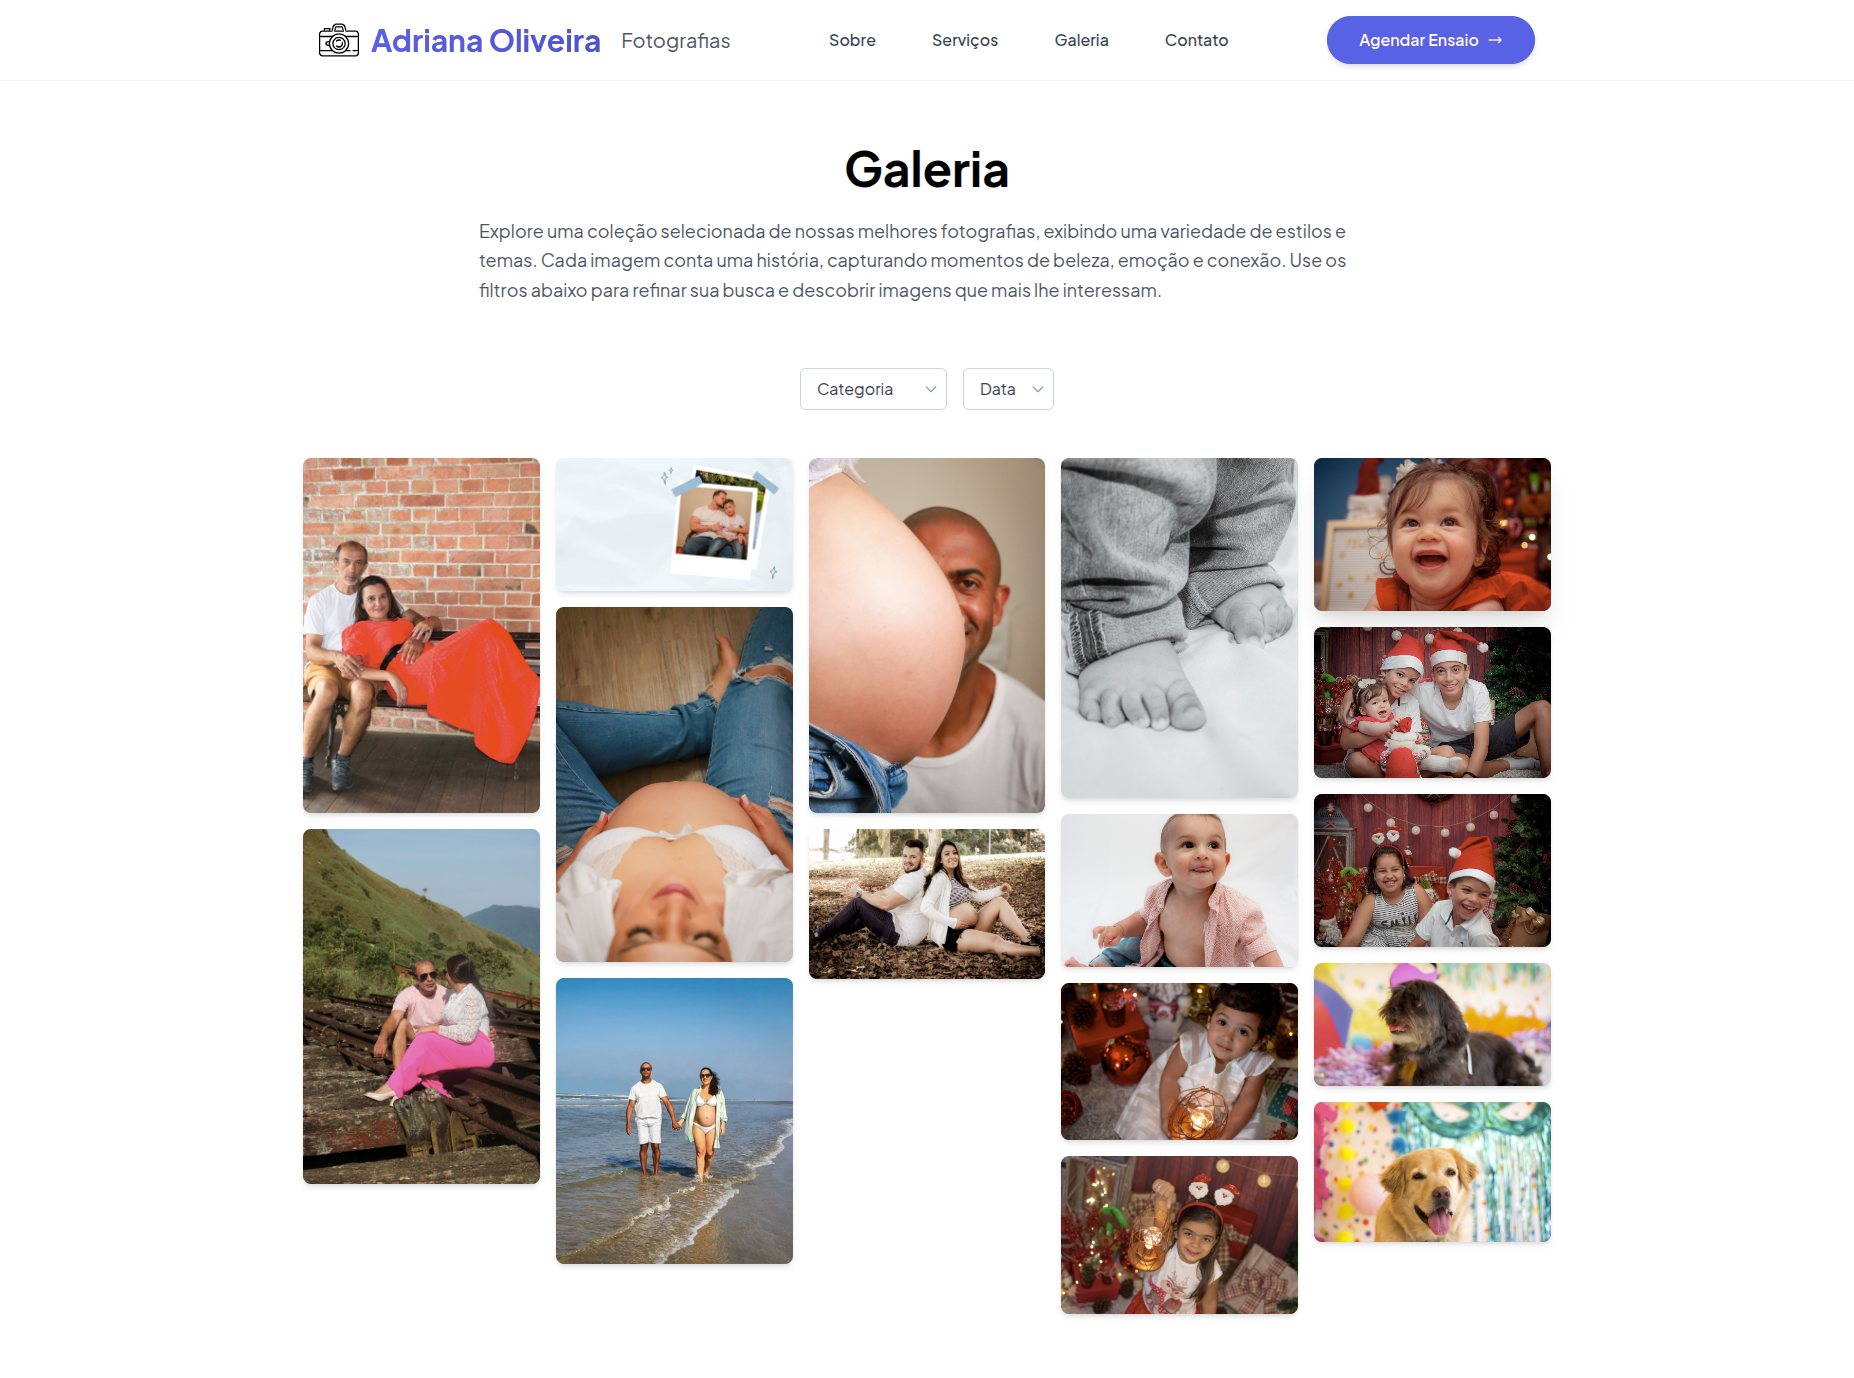 Adriana Oliveira Fotografias
Sobre Serviços Galeria Contato
Agendar Ensaio →
Galeria
Explore uma coleção selecionada de nossas melhores fotografias, exibindo uma variedade de estilos e
temas. Cada imagem conta uma história, capturando momentos de beleza, emoção e conexão. Use os
filtros abaixo para refinar sua busca e descobrir imagens que mais lhe interessam.
Categoria
Data